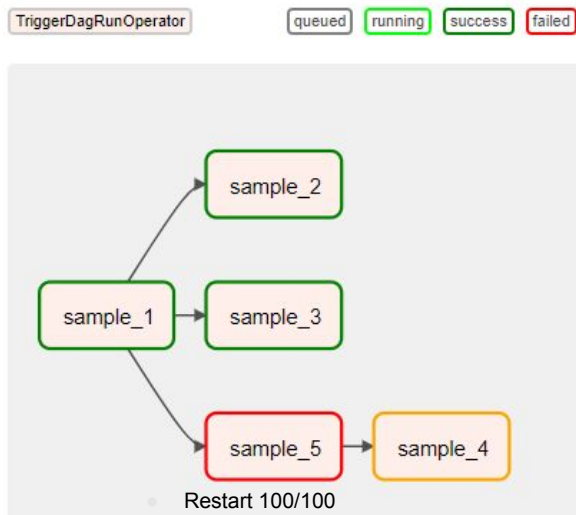 TriggerDagRunOperator queued running success failed
sample_2
sample_1 sample_3
sample_5 sample_4
Restart 100/100